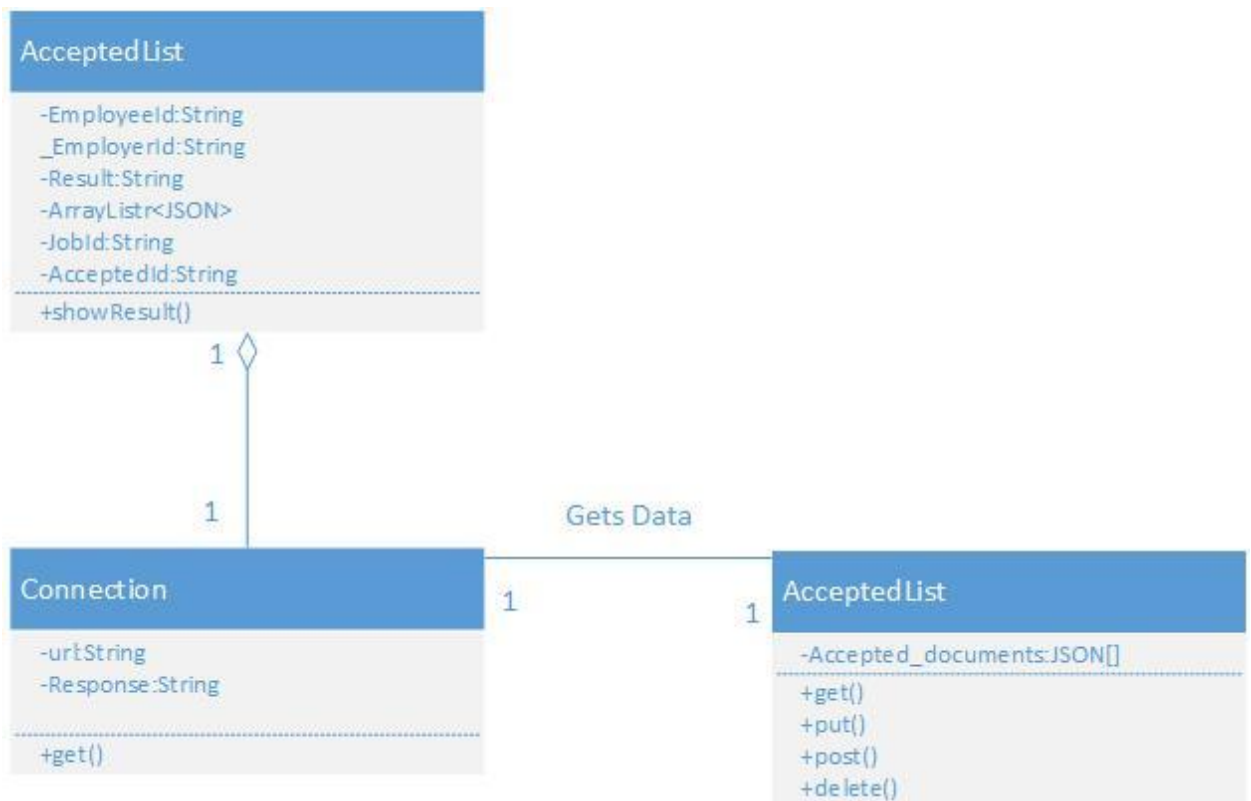 AcceptedList
-EmployeeId:String
_EmployerId:String
-Result:String
-ArrayListr<JSON>
-JobId:String
-AcceptedId:String
+showResult()
1
1
Gets Data
Connection
1
1
AcceptedList
-url:String
-Response:String
+get()
-Accepted_documents:JSON[]
+get()
+put()
+post()
+delete()